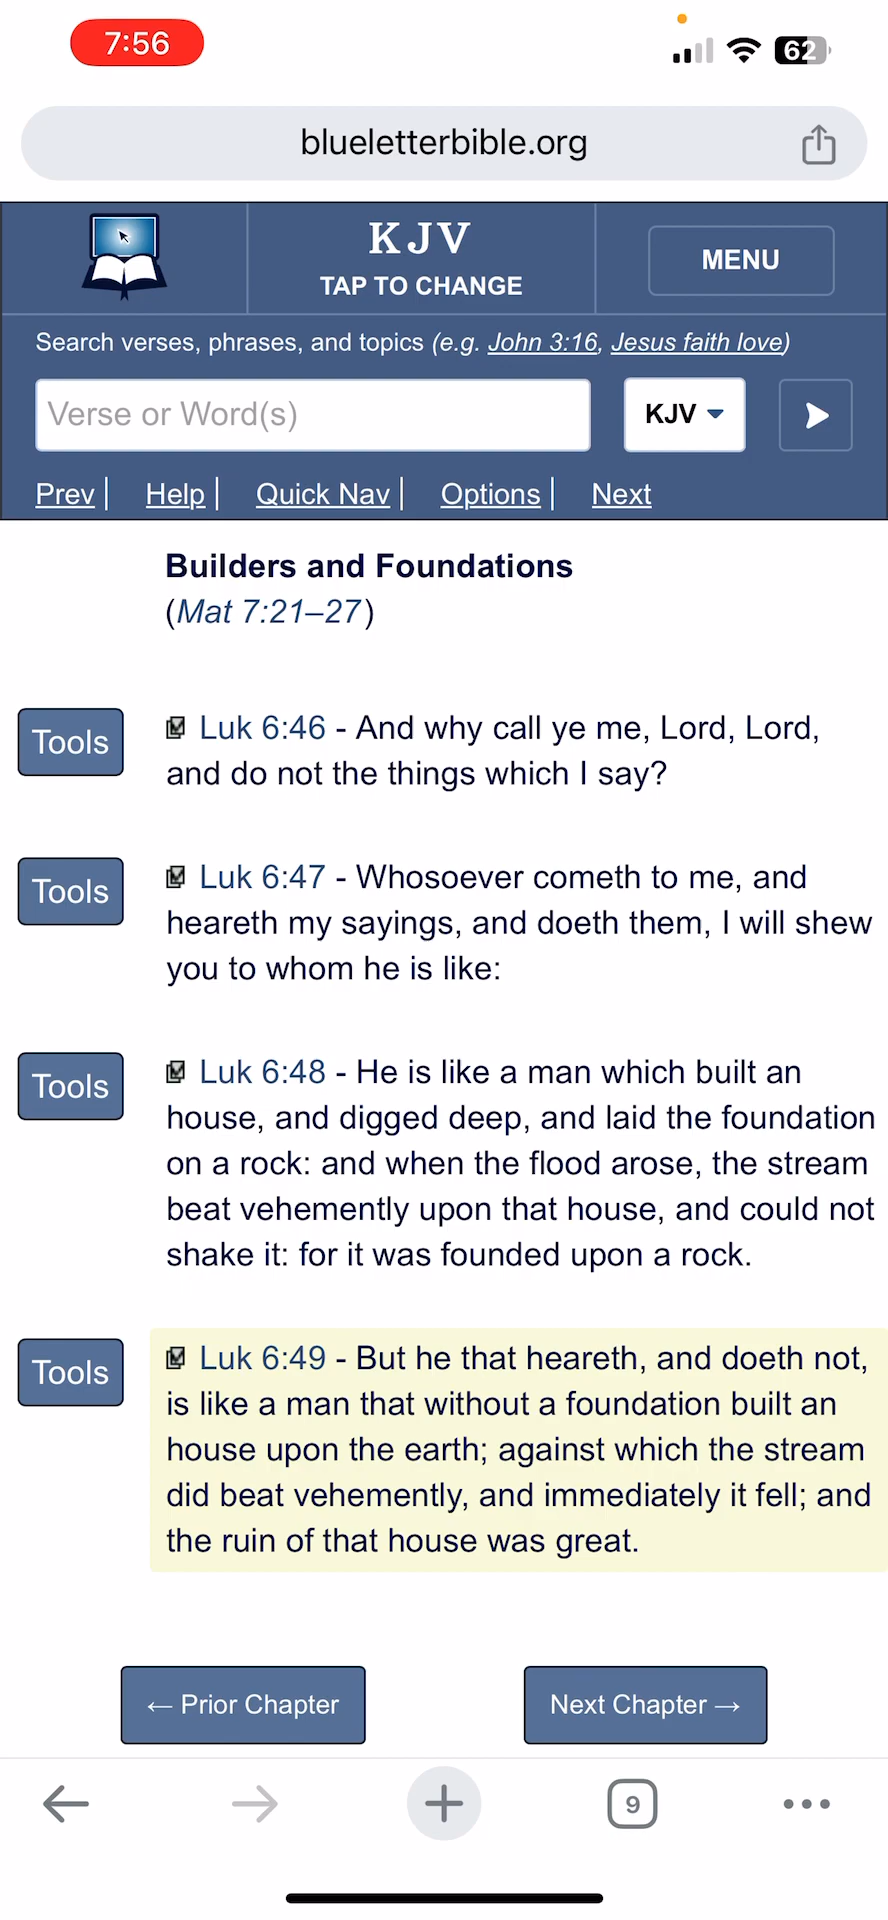 7:56
62
blueletterbible.org
KJV
TAP TO CHANGE
MENU
Search verses, phrases, and topics (e.g. John 3:16, Jesus faith love)
Verse or Word(s)
KJV
Prev | Help | Quick Nav | Options | Next
Builders and Foundations
(Mat 7:21–27)
Tools
Luk 6:46 - And why call ye me, Lord, Lord,
and do not the things which I say?
Tools
Luk 6:47 - Whosoever cometh to me, and
heareth my sayings, and doeth them, I will shew
you to whom he is like:
Tools
Luk 6:48 - He is like a man which built an
house, and digged deep, and laid the foundation
on a rock: and when the flood arose, the stream
beat vehemently upon that house, and could not
shake it: for it was founded upon a rock.
Tools
Luk 6:49 - But he that heareth, and doeth not,
is like a man that without a foundation built an
house upon the earth; against which the stream
did beat vehemently, and immediately it fell; and
the ruin of that house was great.
← Prior Chapter
Next Chapter →
9